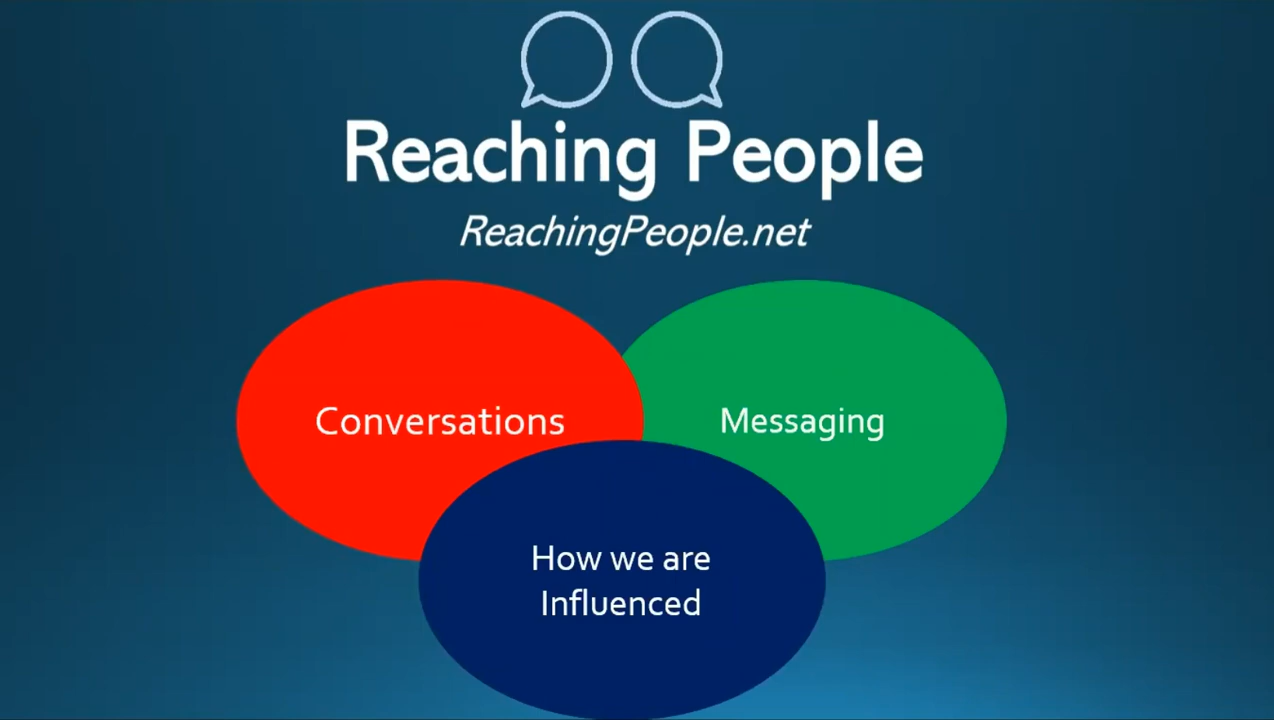 Reaching People
ReachingPeople.net
Conversations
Messaging
How we are
Influenced